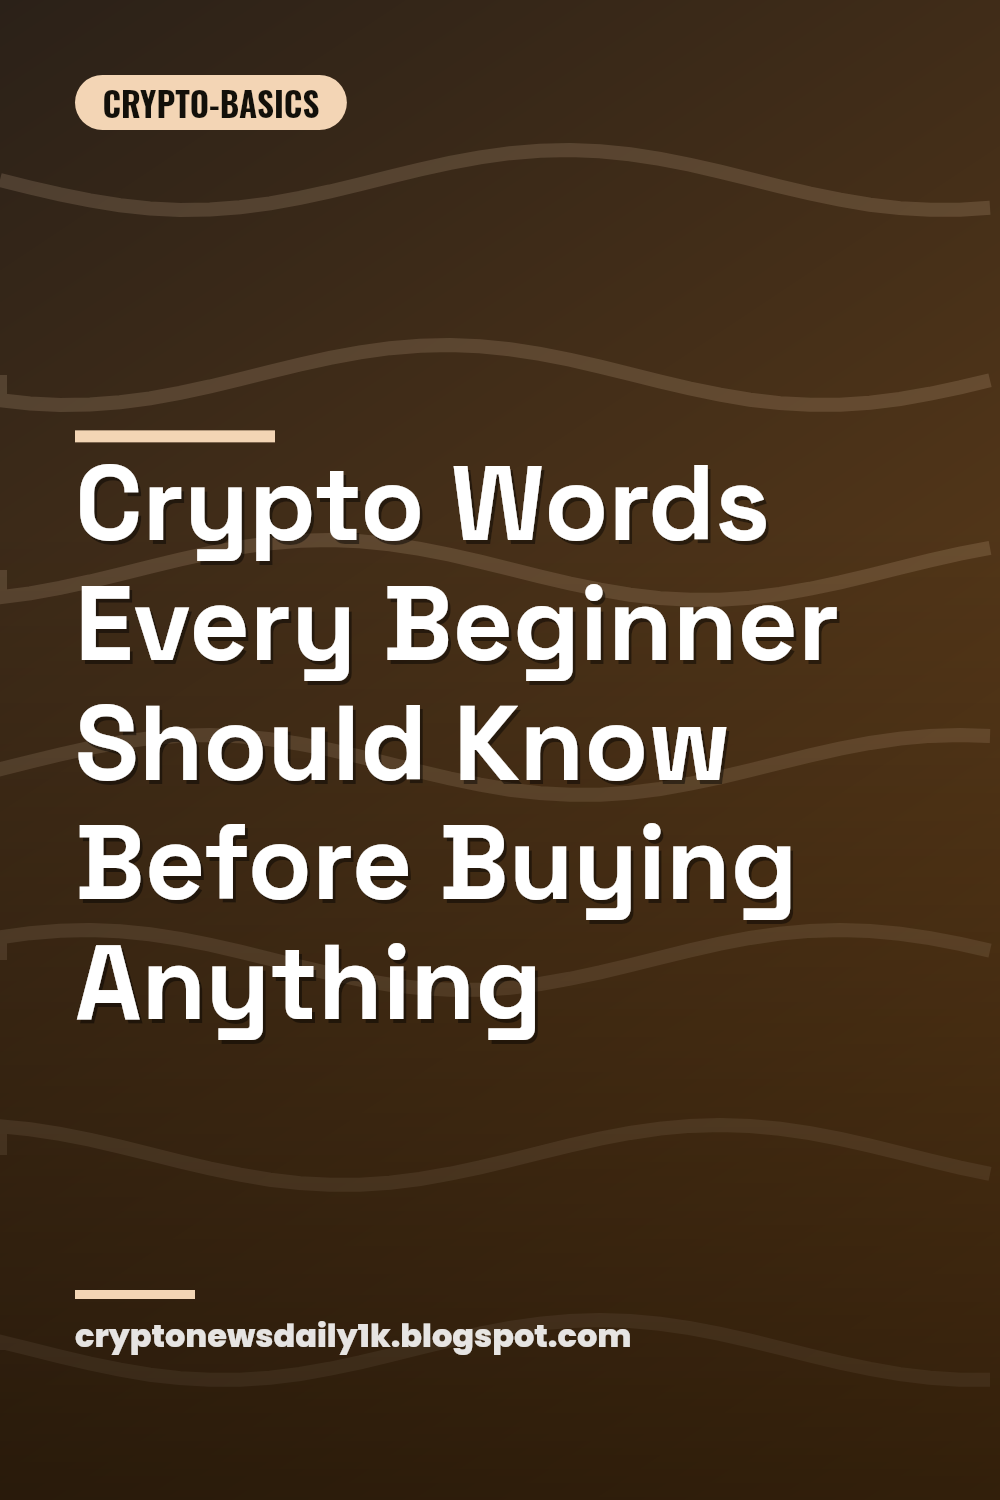 CRYPTO-BASICS
Crypto Words
Every Beginner
Should Know
Before Buying
Anything
cryptonewsdaily1k.blogspot.com